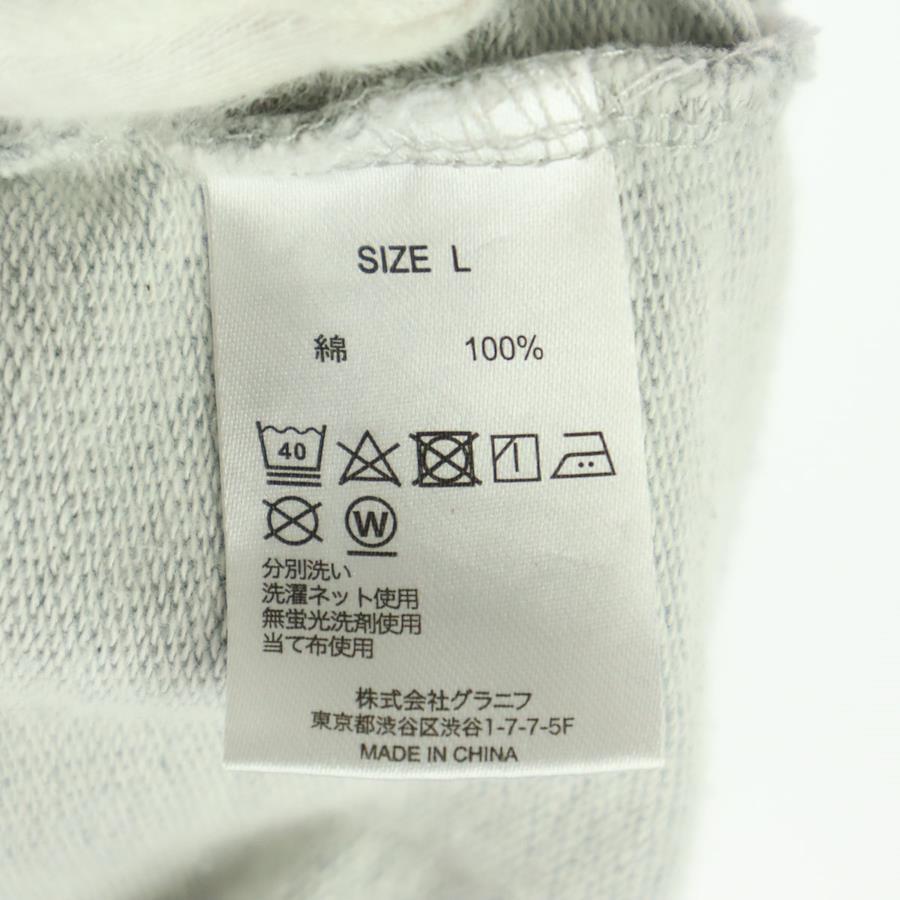 SIZE L
綿 100%
40
W
分別洗い
洗濯ネット使用
無蛍光洗剤使用
当て布使用
株式会社グラニフ
東京都渋谷区渋谷1-7-7-5F
MADE IN CHINA